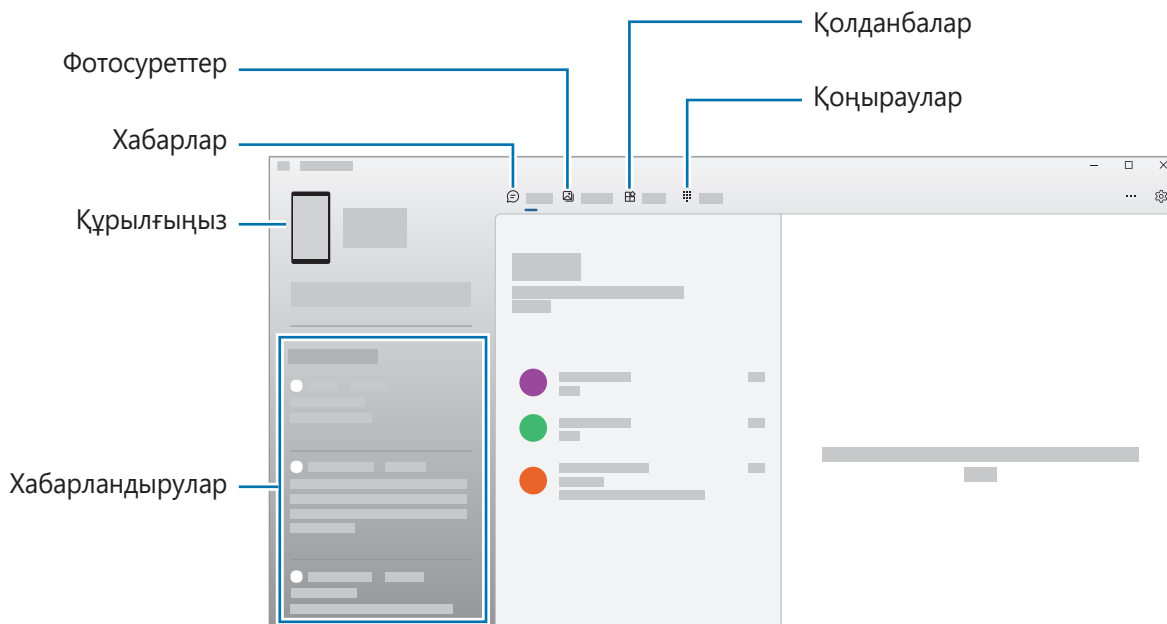 Қолданбалар
Фотосуреттер
Қоңыраулар
Хабарлар
Құрылғыңыз
Хабарландырулар